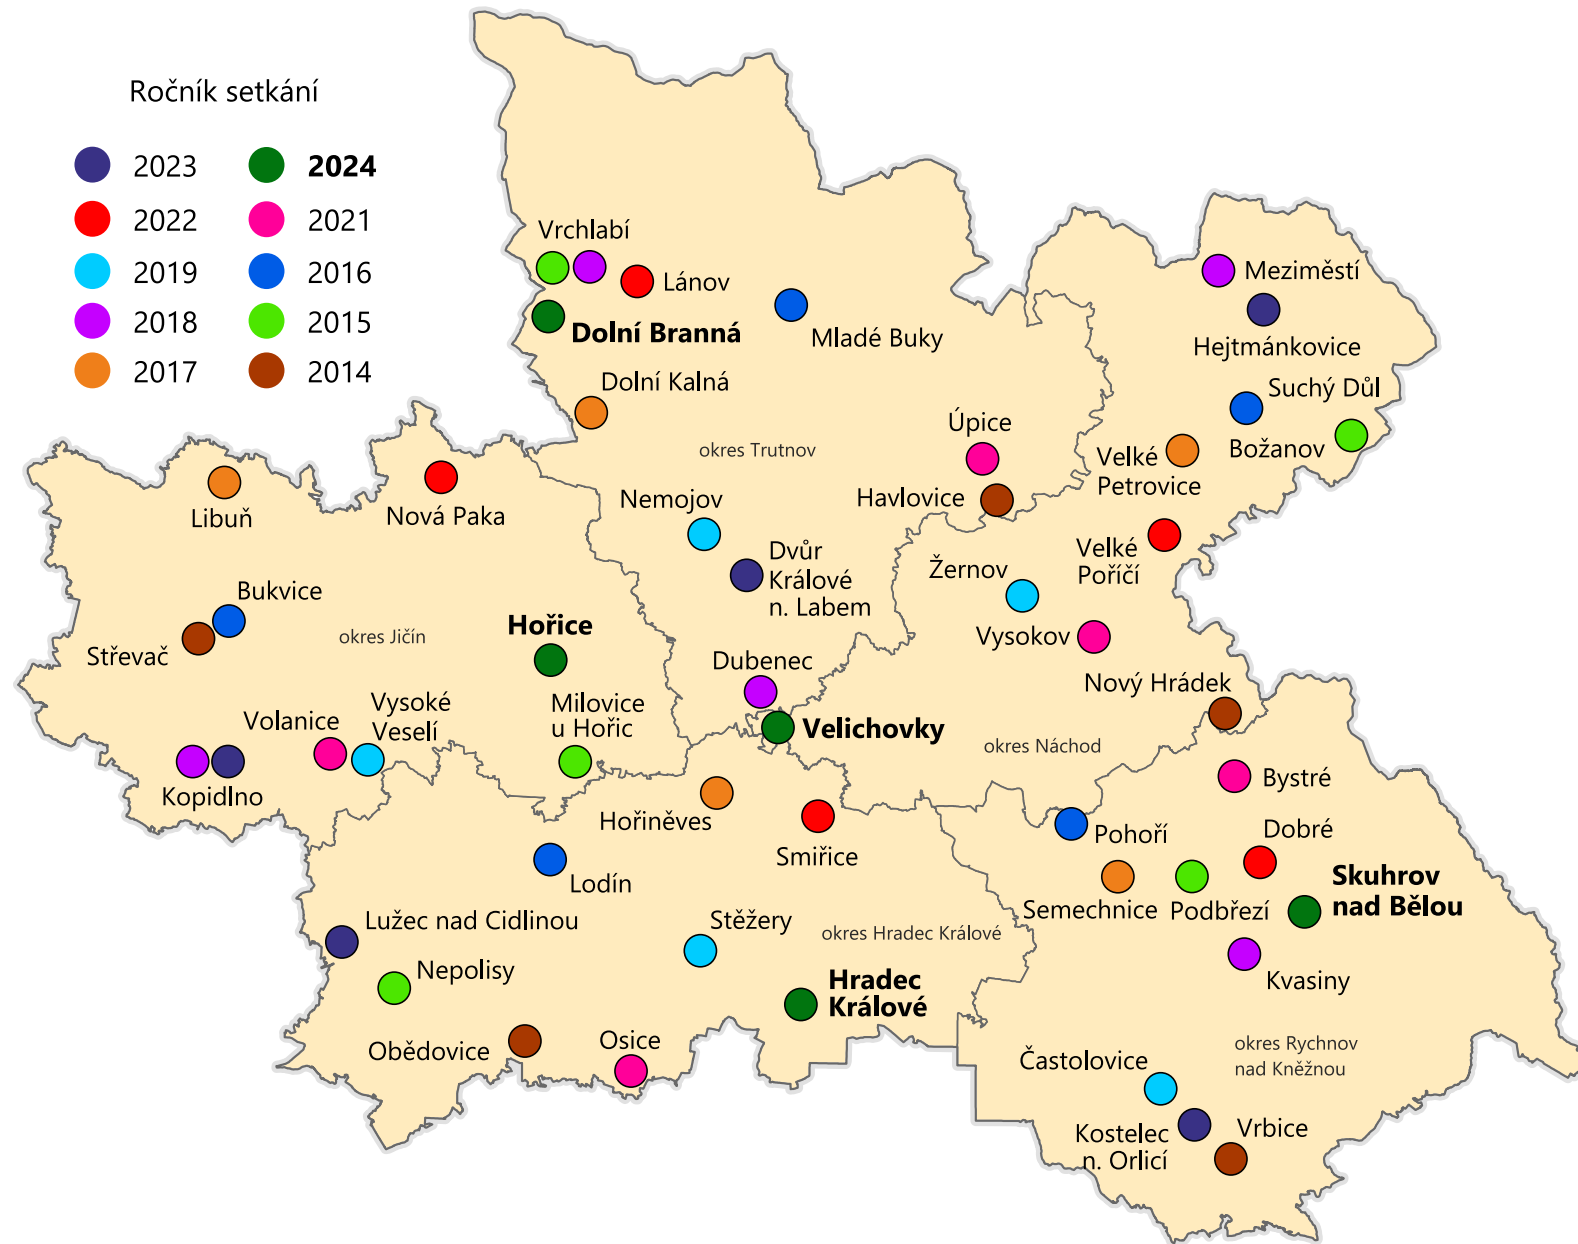 Ročník setkání
2023
2024
2022
2021
2019
2016
2018
2015
2017
2014
Vrchlabí
Lánov
Dolní Branná
Mladé Buky
Dolní Kalná
okres Trutnov
Úpice
Havlovice
Nemojov
Dvůr
Králové
n. Labem
Dubenec
Meziměstí
Hejtmánkovice
Suchý Důl
Božanov
Velké
Petrovice
Velké
Poříčí
Žernov
Vysokov
Nový Hrádek
Velichovky
okres Náchod
Libuň
Nová Paka
Bukvice
Střevač
okres Jičín
Hořice
Milovice
u Hořic
Volanice
Vysoké
Veselí
Kopidlno
Hořiněves
Smiřice
Lodín
Lužec nad Cidlinou
Stěžery
okres Hradec Králové
Nepolisy
Hradec
Králové
Obědovice
Osice
Bystré
Pohoří
Dobré
Semechnice
Podbřezí
Skuhrov
nad Bělou
Kvasiny
okres Rychnov
nad Kněžnou
Častolovice
Kostelec
n. Orlicí
Vrbice